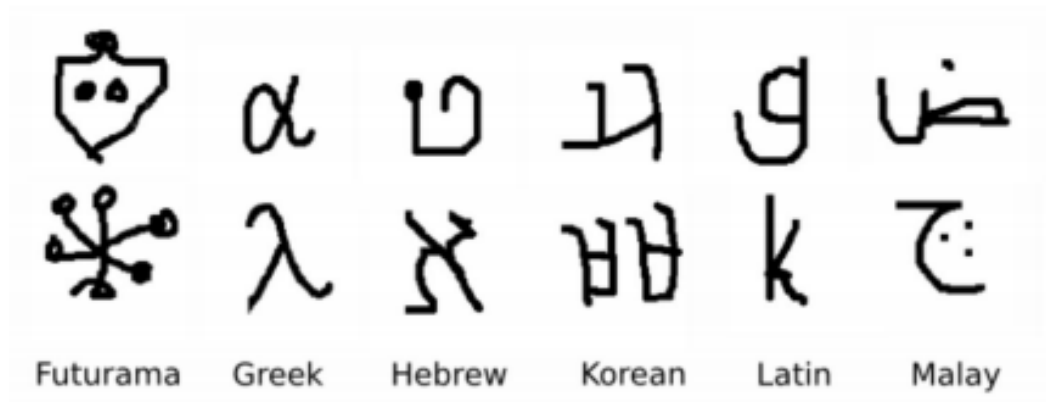 α ט g ض
λ א ㅃ k چ
Futurama Greek Hebrew Korean Latin Malay